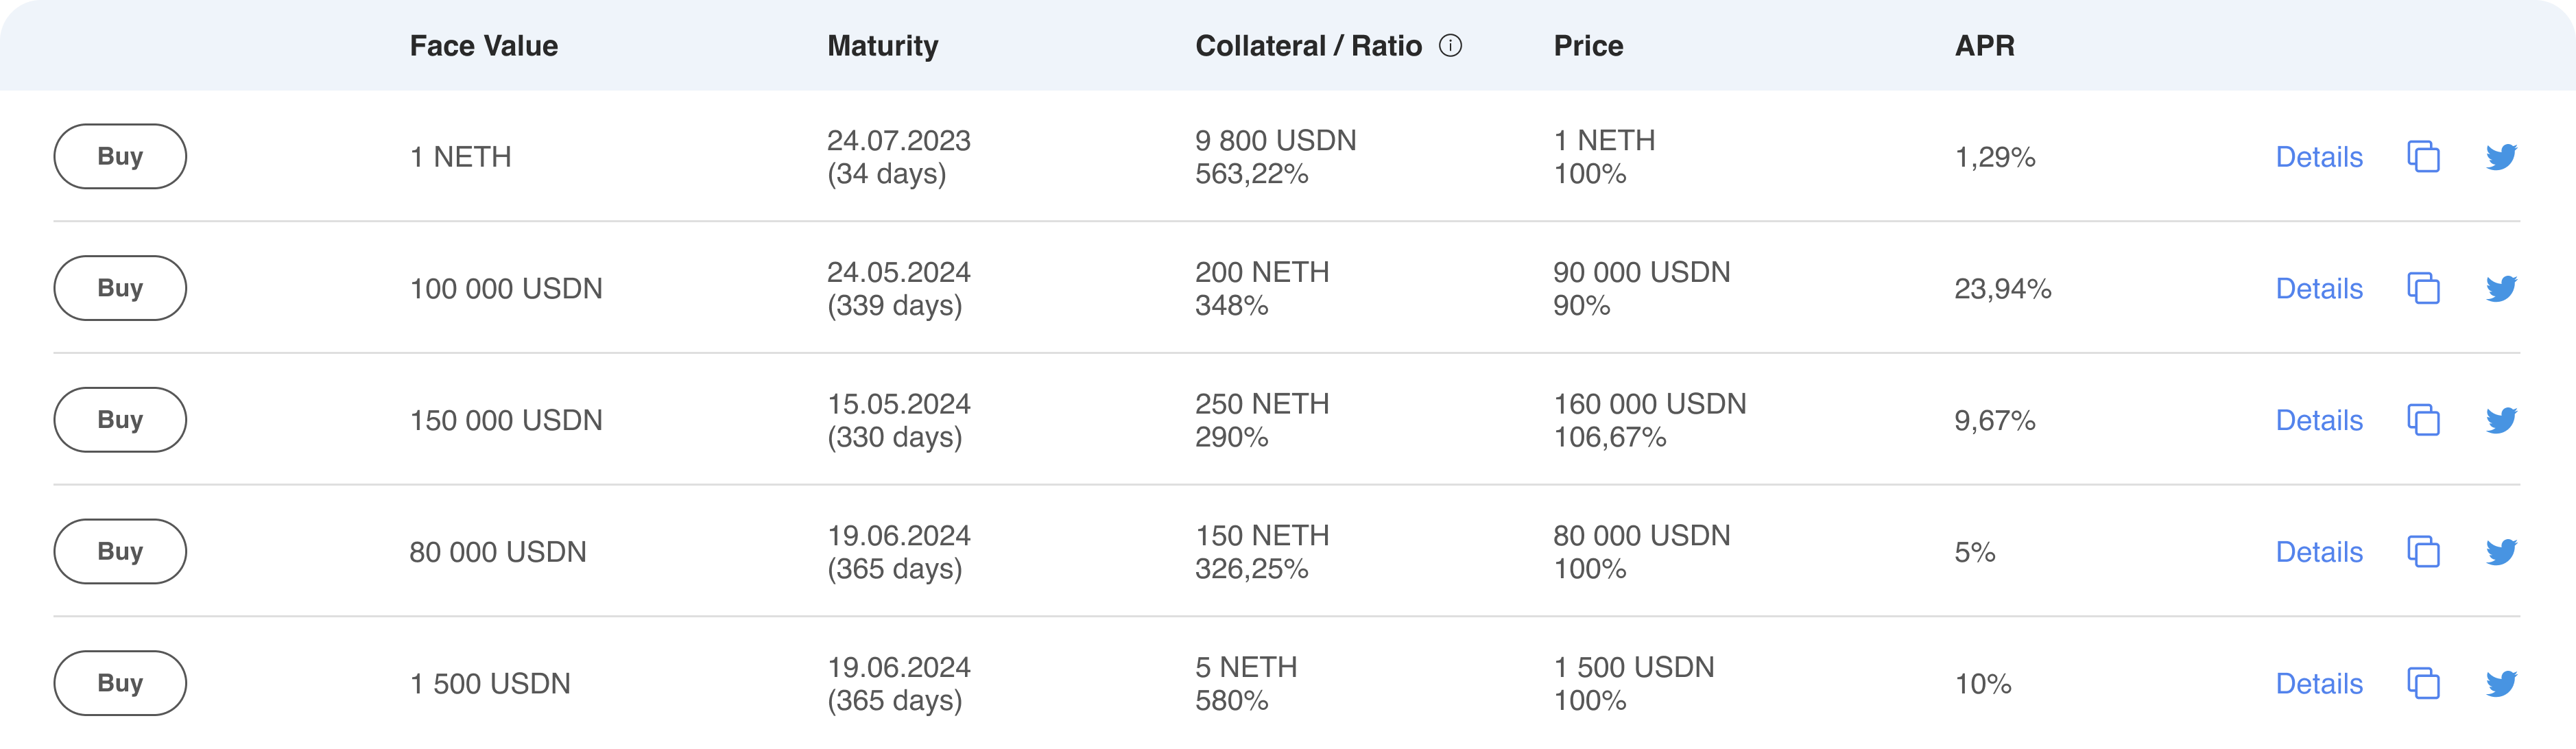 Face Value Maturity Collateral / Ratio ⓘ Price APR
Buy 1 NETH 24.07.2023 (34 days) 9 800 USDN 563,22% 1 NETH 100% 1,29% Details
Buy 100 000 USDN 24.05.2024 (339 days) 200 NETH 348% 90 000 USDN 90% 23,94% Details
Buy 150 000 USDN 15.05.2024 (330 days) 250 NETH 290% 160 000 USDN 106,67% 9,67% Details
Buy 80 000 USDN 19.06.2024 (365 days) 150 NETH 326,25% 80 000 USDN 100% 5% Details
Buy 1 500 USDN 19.06.2024 (365 days) 5 NETH 580% 1 500 USDN 100% 10% Details